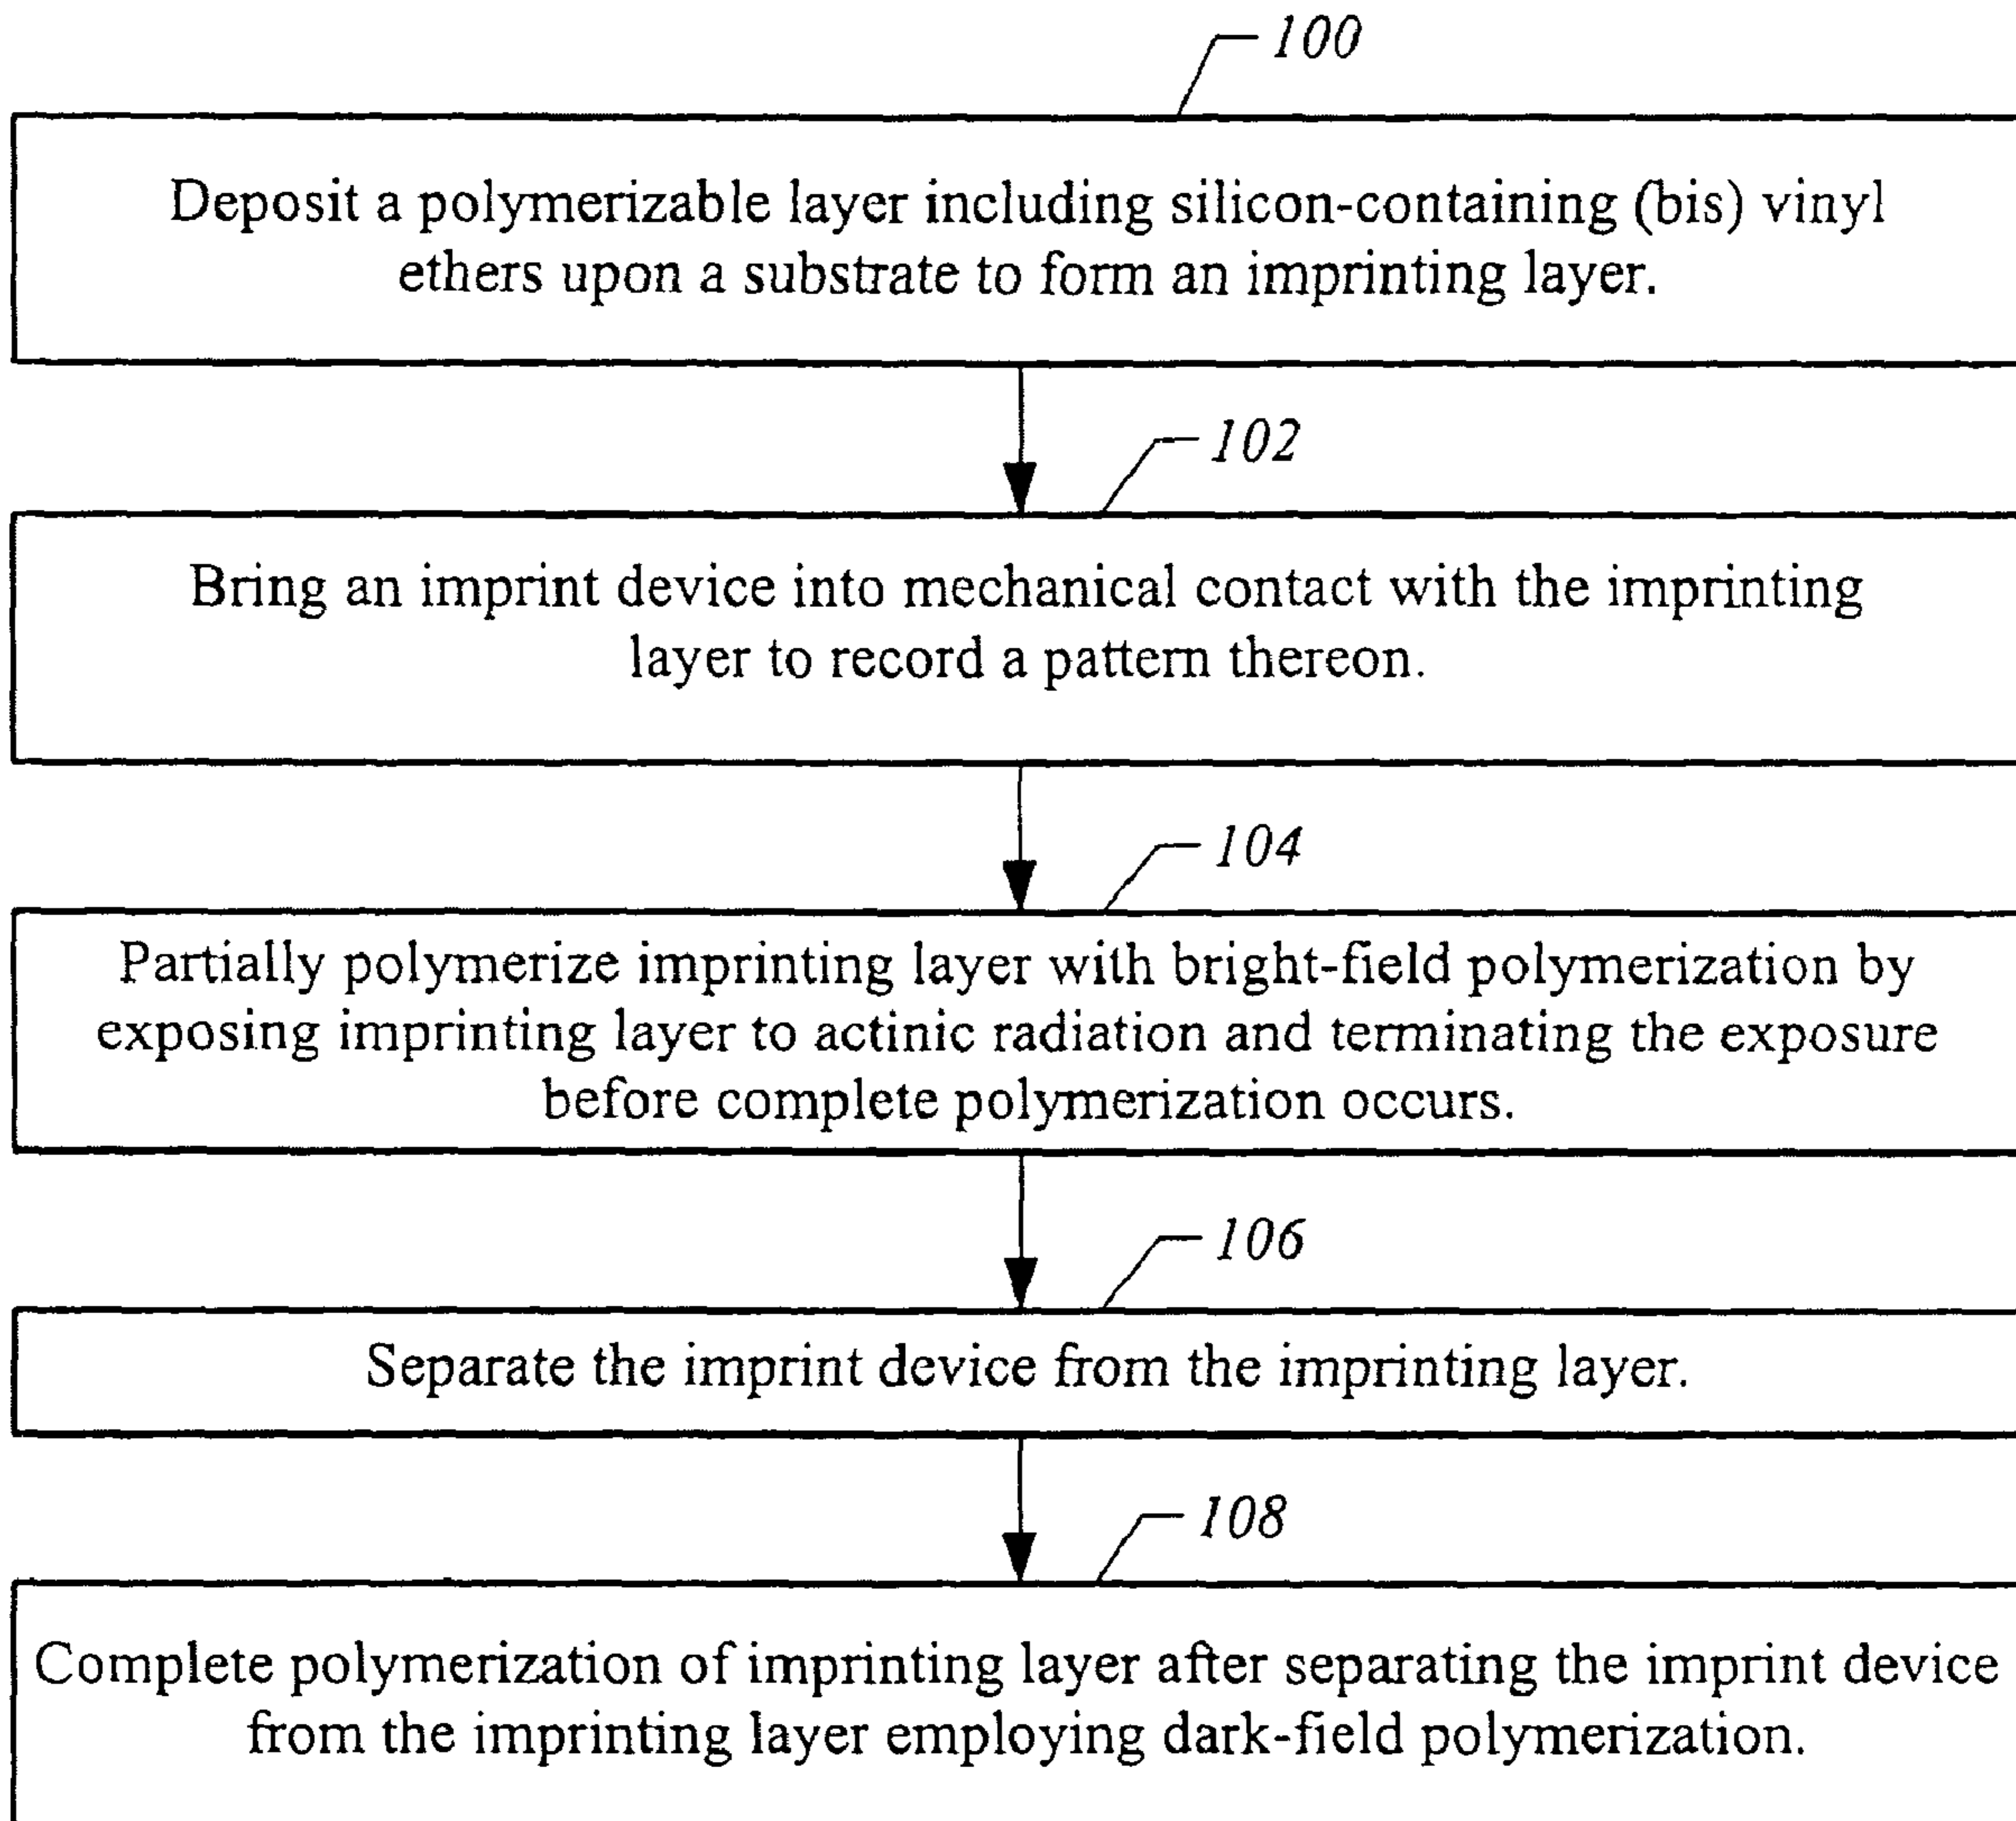 100
Deposit a polymerizable layer including silicon-containing (bis) vinyl
ethers upon a substrate to form an imprinting layer.
102
Bring an imprint device into mechanical contact with the imprinting
layer to record a pattern thereon.
104
Partially polymerize imprinting layer with bright-field polymerization by
exposing imprinting layer to actinic radiation and terminating the exposure
before complete polymerization occurs.
106
Separate the imprint device from the imprinting layer.
108
Complete polymerization of imprinting layer after separating the imprint device
from the imprinting layer employing dark-field polymerization.